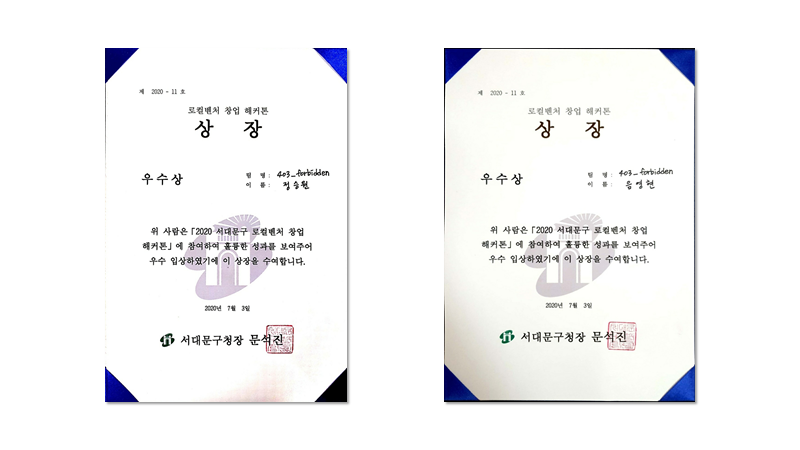 제 2020 - 11 호
로컬벤처 창업 해커톤
상 장
우수상
팀 명 : 403_forbidden
이 름 : 정승원
위 사람은 「2020 서대문구 로컬벤처 창업
해커톤」에 참여하여 훌륭한 성과를 보여주어
우수 입상하였기에 이 상장을 수여합니다.
2020년 7월 3일
서대문구청장 문석진
제 2020 - 11 호
로컬벤처 창업 해커톤
상 장
우수상
팀 명 : 403_forbidden
이 름 : 음영현
위 사람은 「2020 서대문구 로컬벤처 창업
해커톤」에 참여하여 훌륭한 성과를 보여주어
우수 입상하였기에 이 상장을 수여합니다.
2020년 7월 3일
서대문구청장 문석진